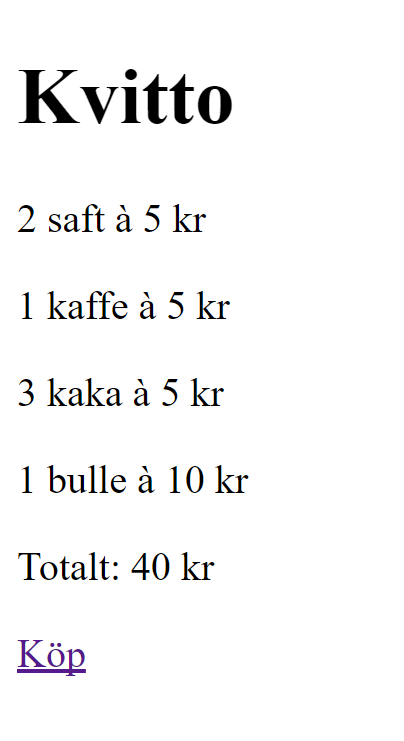 Kvitto
2 saft à 5 kr
1 kaffe à 5 kr
3 kaka à 5 kr
1 bulle à 10 kr
Totalt: 40 kr
Köp